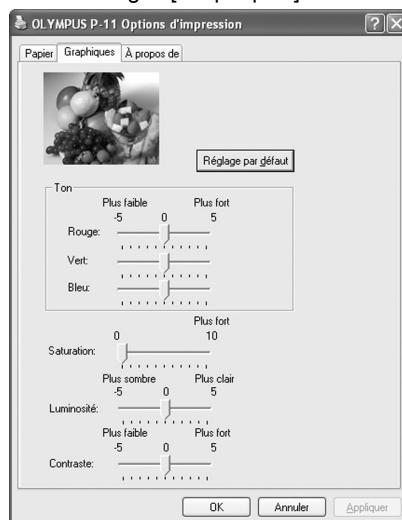 OLYMPUS P-11 Options d'impression
Papier Graphiques À propos de
Réglage par défaut
Ton
Plus faible Plus fort
-5 0 5
Rouge:
Vert:
Bleu:
Plus fort
0 10
Saturation:
Plus sombre Plus clair
-5 0 5
Luminosité:
Plus faible Plus fort
-5 0 5
Contraste:
OK Annuler Appliquer